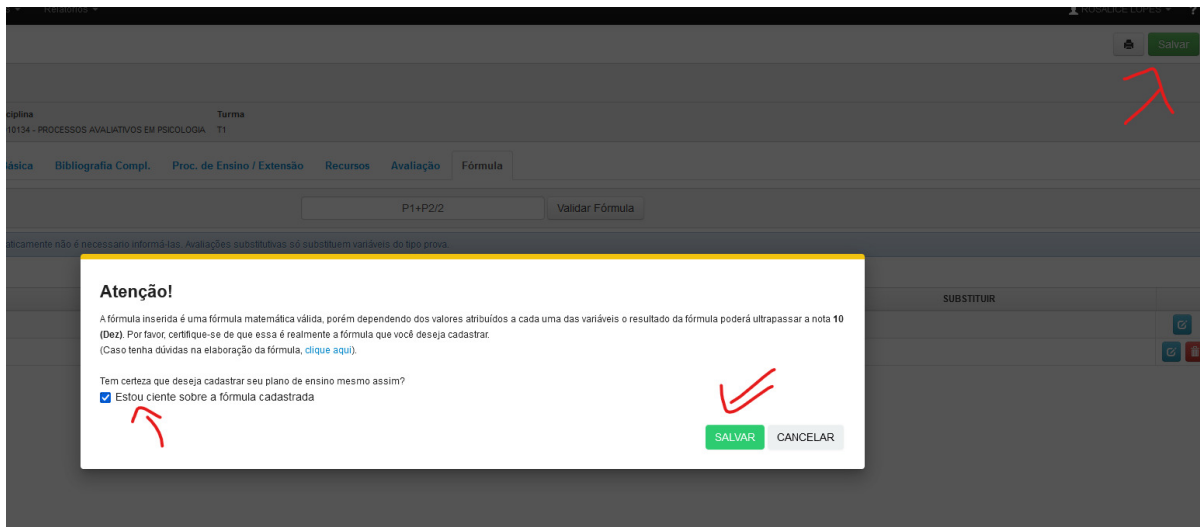 Relatórios
ROSALICE LOPES
?
Salvar
ciplina Turma
10134 - PROCESSOS AVALIATIVOS EM PSICOLOGIA T1
Básica Bibliografia Compl. Proc. de Ensino / Extensão Recursos Avaliação Fórmula
P1+P2/2 Validar Fórmula
aticamente não é necessário informá-las. Avaliações substitutivas só substituem variáveis do tipo prova.
SUBSTITUIR
Atenção!
A fórmula inserida é uma fórmula matemática válida, porém dependendo dos valores atribuídos a cada uma das variáveis o resultado da fórmula poderá ultrapassar a nota 10
(Dez). Por favor, certifique-se de que essa é realmente a fórmula que você deseja cadastrar.
(Caso tenha dúvidas na elaboração da fórmula, clique aqui).
Tem certeza que deseja cadastrar seu plano de ensino mesmo assim?
Estou ciente sobre a fórmula cadastrada
SALVAR CANCELAR